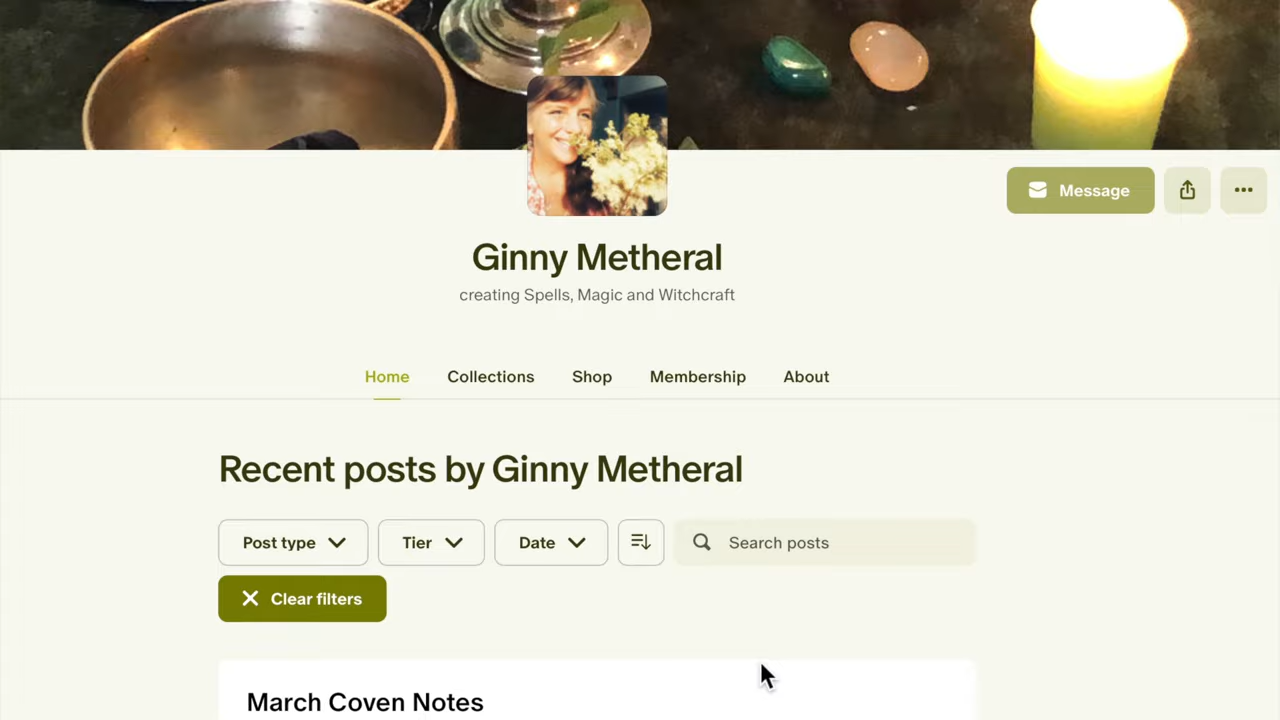 Message
Ginny Metheral
creating Spells, Magic and Witchcraft
Home Collections Shop Membership About
Recent posts by Ginny Metheral
Post type Tier Date Search posts
Clear filters
March Coven Notes